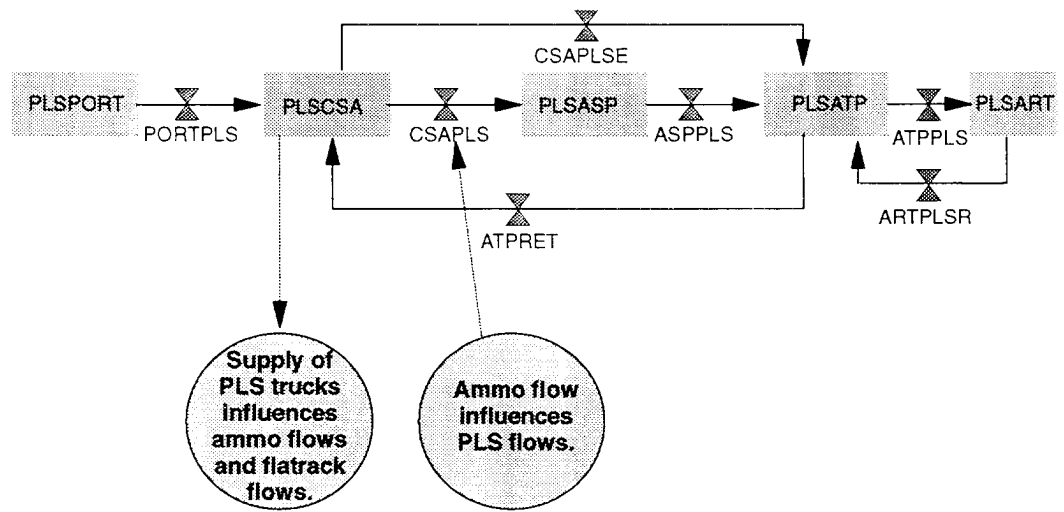 CSAPLSE
PLSPORT
PLSCSA
PLSASP
PLSATP
PLSART
PORTPLS
CSAPLS
ASPPLS
ATPPLS
ATPRET
ARTPLSR
Supply of
PLS trucks
influences
ammo flows
and flatrack
flows.
Ammo flow
influences
PLS flows.